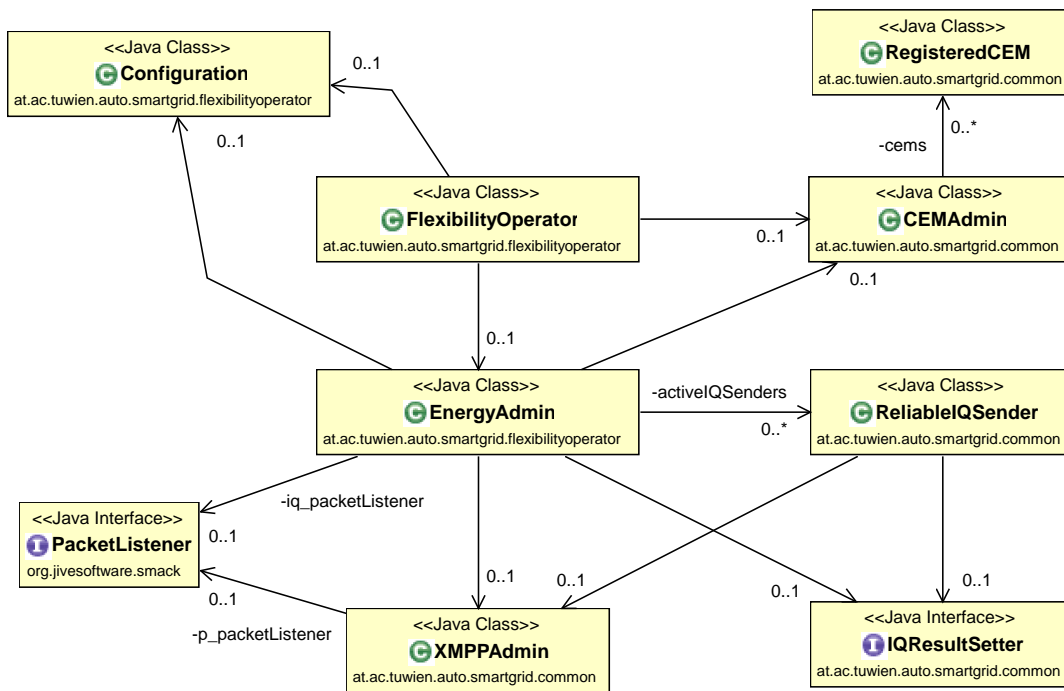 <<Java Class>>
C Configuration
at.ac.tuwien.auto.smartgrid.flexibilityoperator
0..1
0..1
<<Java Class>>
C RegisteredCEM
at.ac.tuwien.auto.smartgrid.common
0..*
-cems
<<Java Class>>
C FlexibilityOperator
at.ac.tuwien.auto.smartgrid.flexibilityoperator
0..1
<<Java Class>>
C CEMAdmin
at.ac.tuwien.auto.smartgrid.common
0..1
0..1
<<Java Class>>
C EnergyAdmin
at.ac.tuwien.auto.smartgrid.flexibilityoperator
-activeIQSenders
0..*
<<Java Class>>
C ReliableIQSender
at.ac.tuwien.auto.smartgrid.common
-iq_packetListener
0..1
<<Java Interface>>
I PacketListener
org.jivesoftware.smack
0..1
-p_packetListener
0..1
0..1
0..1
0..1
<<Java Class>>
C XMPPAdmin
at.ac.tuwien.auto.smartgrid.common
<<Java Interface>>
I IQResultSetter
at.ac.tuwien.auto.smartgrid.common